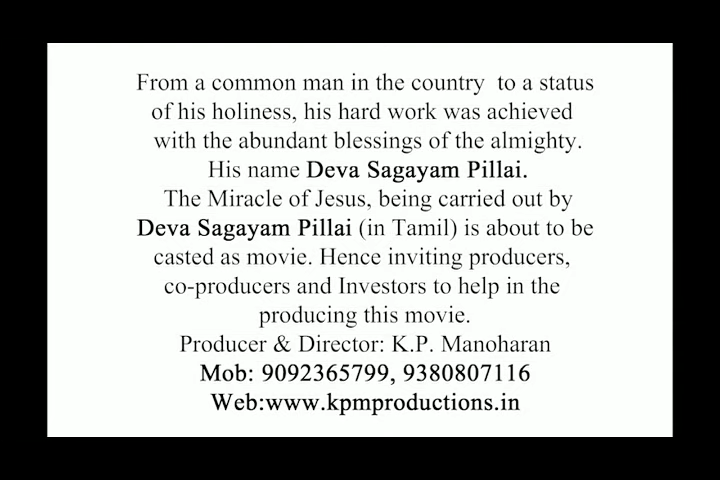 From a common man in the country to a status
of his holiness, his hard work was achieved
with the abundant blessings of the almighty.
His name Deva Sagayam Pillai.
The Miracle of Jesus, being carried out by
Deva Sagayam Pillai (in Tamil) is about to be
casted as movie. Hence inviting producers,
co-producers and Investors to help in the
producing this movie.
Producer & Director: K.P. Manoharan
Mob: 9092365799, 9380807116
Web:www.kpmproductions.in